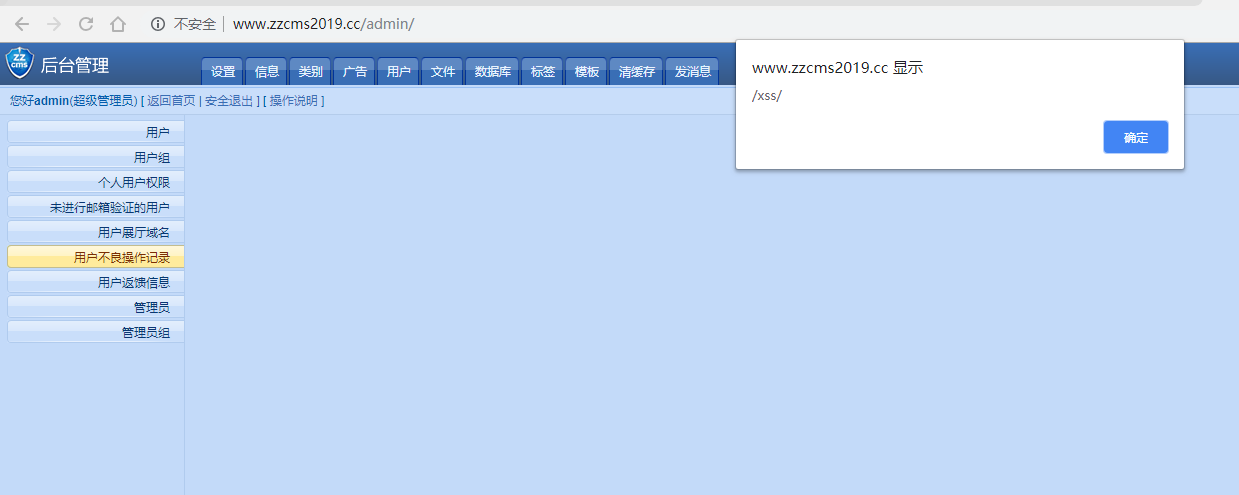 不安全 www.zzcms2019.cc/admin/
zz
cms
后台管理
设置 信息 类别 广告 用户 文件 数据库 标签 模板 清缓存 发消息
您好admin(超级管理员) [ 返回首页 | 安全退出 ] [ 操作说明 ]
用户
用户组
个人用户权限
未进行邮箱验证的用户
用户展厅域名
用户不良操作记录
用户返馈信息
管理员
管理员组
www.zzcms2019.cc 显示
/xss/
确定